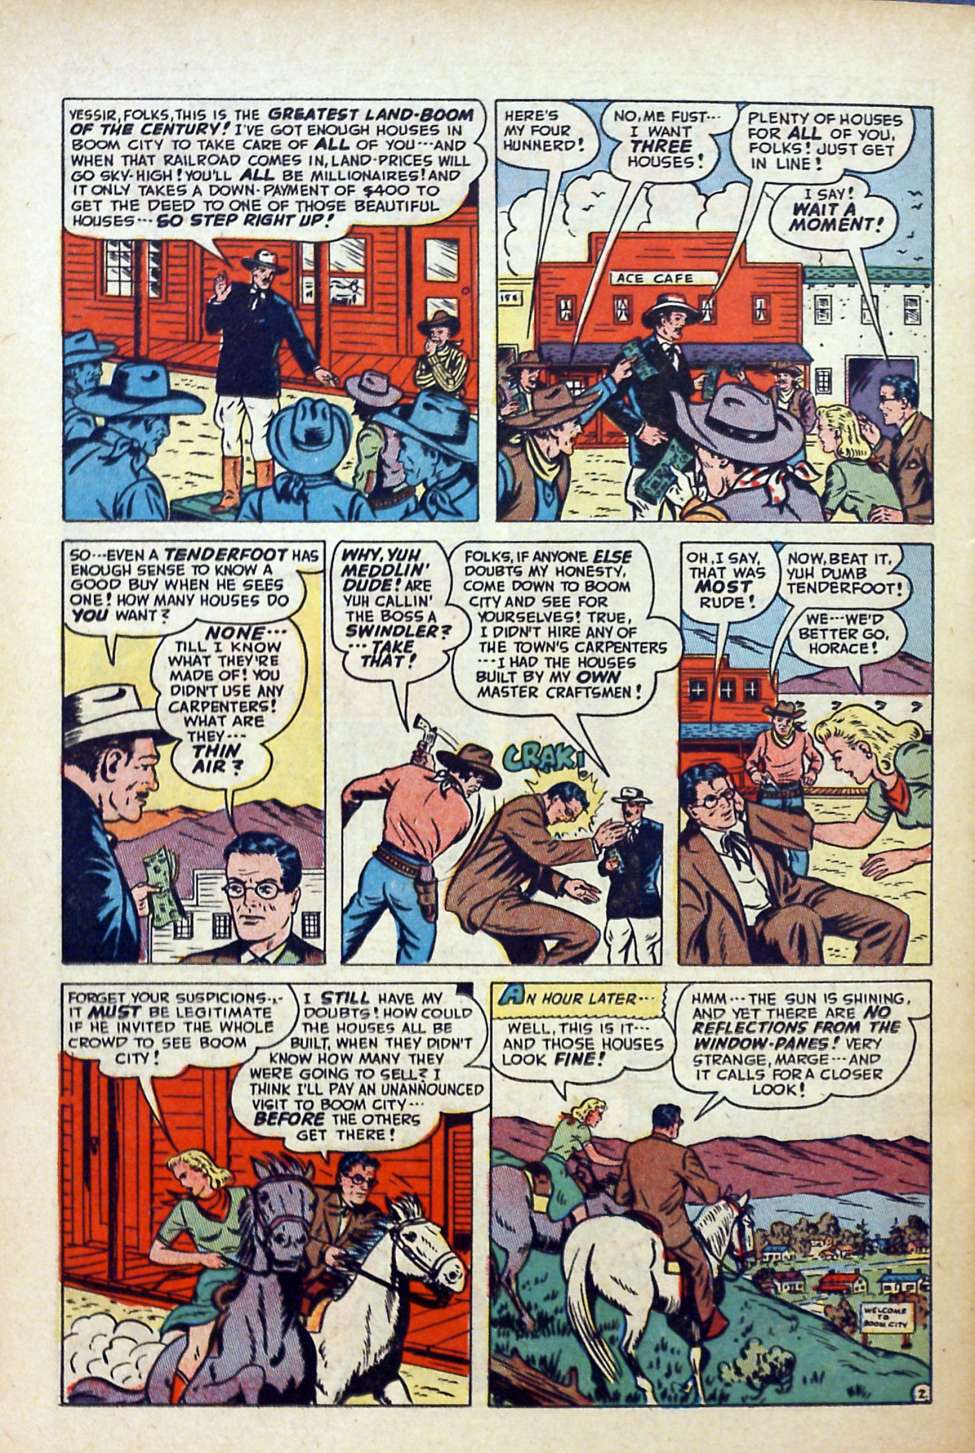 YESSIR, FOLKS, THIS IS THE GREATEST LAND-BOOM
OF THE CENTURY! I'VE GOT ENOUGH HOUSES IN
BOOM CITY TO TAKE CARE OF ALL OF YOU---AND
WHEN THAT RAILROAD COMES IN, LAND-PRICES WILL
GO SKY-HIGH! YOU'LL ALL BE MILLIONAIRES! AND
IT ONLY TAKES A DOWN-PAYMENT OF $400 TO
GET THE DEED TO ONE OF THOSE BEAUTIFUL
HOUSES--- SO STEP RIGHT UP!
HERE'S
MY FOUR
HUNNERD!
NO, ME FUST---
I WANT
THREE
HOUSES!
PLENTY OF HOUSES
FOR ALL OF YOU,
FOLKS! JUST GET
IN LINE!
I SAY!
WAIT A
MOMENT!
ACE CAFE
SO---EVEN A TENDERFOOT HAS
ENOUGH SENSE TO KNOW A
GOOD BUY WHEN HE SEES
ONE! HOW MANY HOUSES DO
YOU WANT?
NONE---
TILL I KNOW
WHAT THEY'RE
MADE OF! YOU
DIDN'T USE ANY
CARPENTERS!
WHAT ARE
THEY---
THIN
AIR?
WHY, YUH
MEDDLIN'
DUDE! ARE
YUH CALLIN'
THE BOSS A
SWINDLER?
--- TAKE
THAT!
FOLKS, IF ANYONE ELSE
DOUBTS MY HONESTY,
COME DOWN TO BOOM
CITY AND SEE FOR
YOURSELVES! TRUE,
I DIDN'T HIRE ANY OF
THE TOWN'S CARPENTERS
---I HAD THE HOUSES
BUILT BY MY OWN
MASTER CRAFTSMEN!
CRAK!
OH, I SAY,
THAT WAS
MOST
RUDE!
NOW, BEAT IT,
YUH DUMB
TENDERFOOT!
WE---WE'D
BETTER GO,
HORACE!
FORGET YOUR SUSPICIONS---
IT MUST BE LEGITIMATE
IF HE INVITED THE WHOLE
CROWD TO SEE BOOM
CITY!
I STILL HAVE MY
DOUBTS! HOW COULD
THE HOUSES ALL BE
BUILT, WHEN THEY DIDN'T
KNOW HOW MANY THEY
WERE GOING TO SELL? I
THINK I'LL PAY AN UNANNOUNCED
VISIT TO BOOM CITY---
BEFORE THE OTHERS
GET THERE!
AN HOUR LATER---
WELL, THIS IS IT---
AND THOSE HOUSES
LOOK FINE!
HMM---THE SUN IS SHINING,
AND YET THERE ARE NO
REFLECTIONS FROM THE
WINDOW-PANES! VERY
STRANGE, MARGE---AND
IT CALLS FOR A CLOSER
LOOK!
WELCOME
TO
BOOM CITY
2